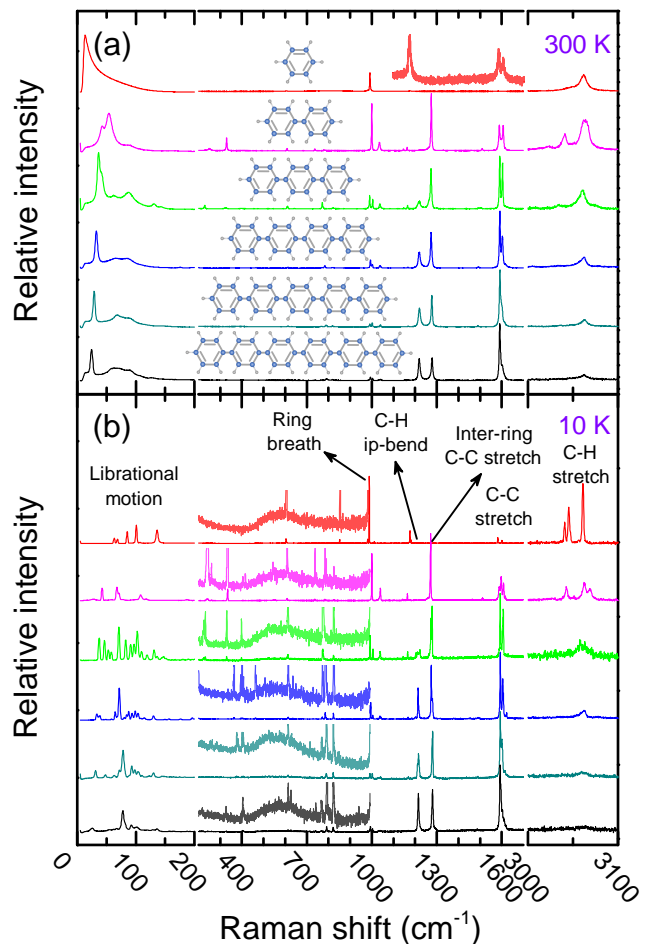 (a)
300 K
Relative intensity
(b)
10 K
Ring
breath
C-H
ip-bend
Inter-ring
C-C stretch
C-C
stretch
C-H
stretch
Librational
motion
Relative intensity
0
100
200
400
700
1000
1300
1600
3000
3100
Raman shift (cm-1)